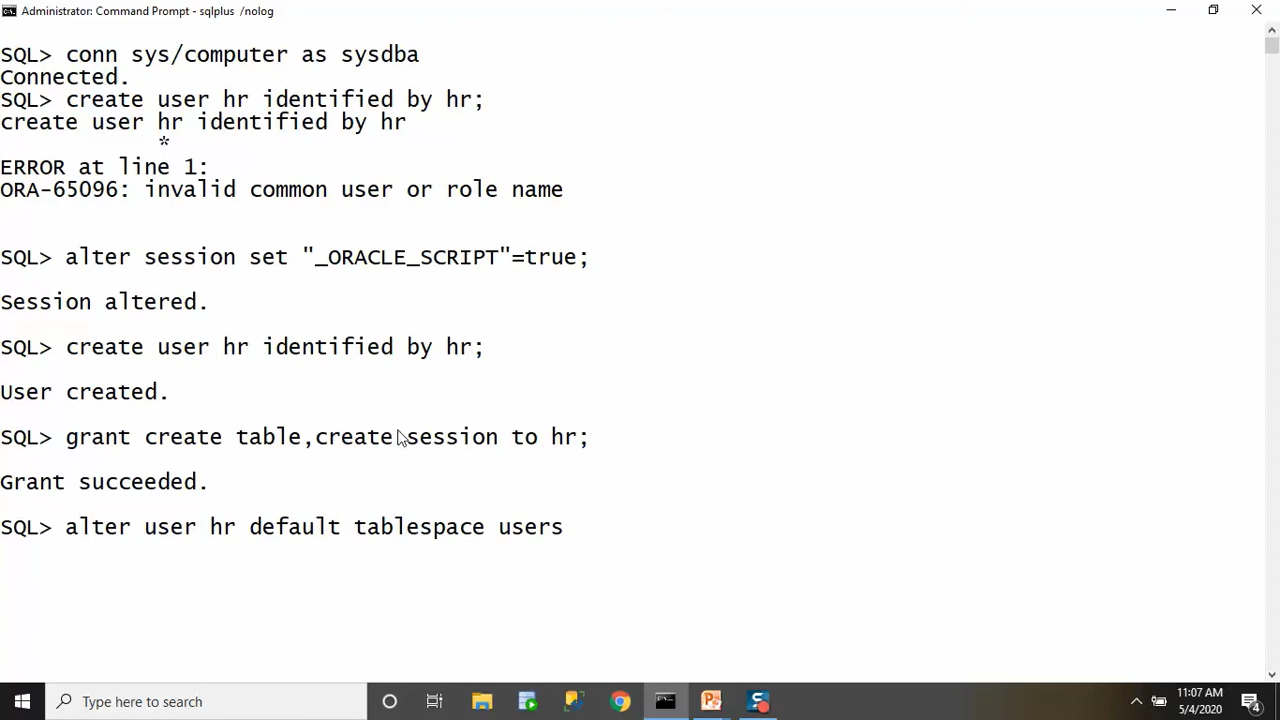 Administrator: Command Prompt - sqlplus /nolog
SQL> conn sys/computer as sysdba
Connected.
SQL> create user hr identified by hr;
create user hr identified by hr
*
ERROR at line 1:
ORA-65096: invalid common user or role name
SQL> alter session set "_ORACLE_SCRIPT"=true;
Session altered.
SQL> create user hr identified by hr;
User created.
SQL> grant create table,create session to hr;
Grant succeeded.
SQL> alter user hr default tablespace users
Type here to search
11:07 AM
5/4/2020
4